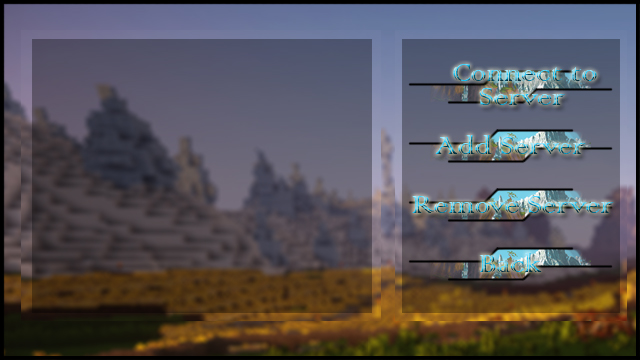 Connect to
Server
Add Server
Remove Server
Back